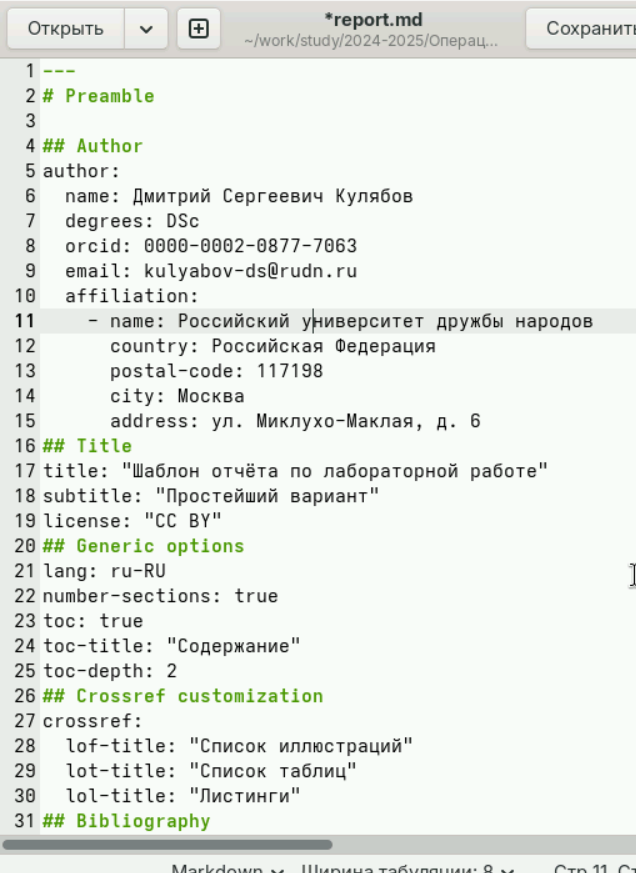 Открыть
*report.md
~/work/study/2024-2025/Операц...
Сохранить
1 ---
2 # Preamble
3
4 ## Author
5 author:
6   name: Дмитрий Сергеевич Кулябов
7   degrees: DSc
8   orcid: 0000-0002-0877-7063
9   email: kulyabov-ds@rudn.ru
10   affiliation:
11     - name: Российский университет дружбы народов
12       country: Российская Федерация
13       postal-code: 117198
14       city: Москва
15       address: ул. Миклухо-Маклая, д. 6
16 ## Title
17 title: "Шаблон отчёта по лабораторной работе"
18 subtitle: "Простейший вариант"
19 license: "CC BY"
20 ## Generic options
21 lang: ru-RU
22 number-sections: true
23 toc: true
24 toc-title: "Содержание"
25 toc-depth: 2
26 ## Crossref customization
27 crossref:
28   lof-title: "Список иллюстраций"
29   lot-title: "Список таблиц"
30   lol-title: "Листинги"
31 ## Bibliography
Markdown Ширина табуляции: 8 Стр 11, Ст